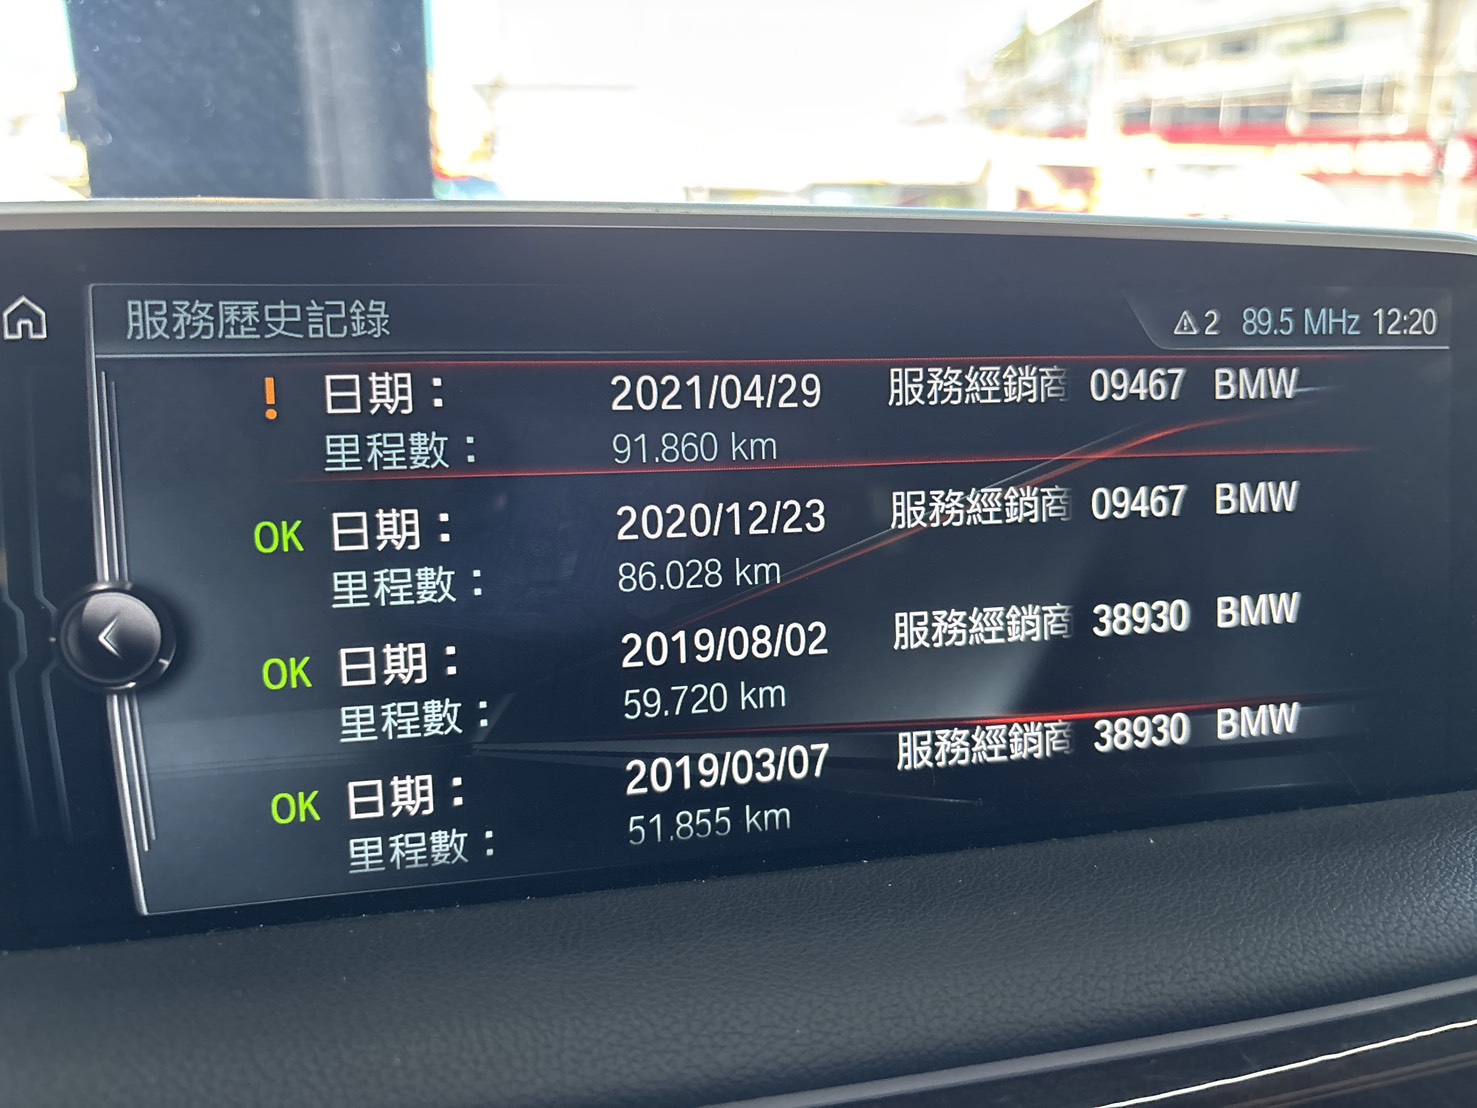 服務歷史記錄 2 89.5 MHz 12:20
! 日期： 2021/04/29 服務經銷商 09467 BMW
里程數： 91.860 km
OK 日期： 2020/12/23 服務經銷商 09467 BMW
里程數： 86.028 km
OK 日期： 2019/08/02 服務經銷商 38930 BMW
里程數： 59.720 km
OK 日期： 2019/03/07 服務經銷商 38930 BMW
里程數： 51.855 km